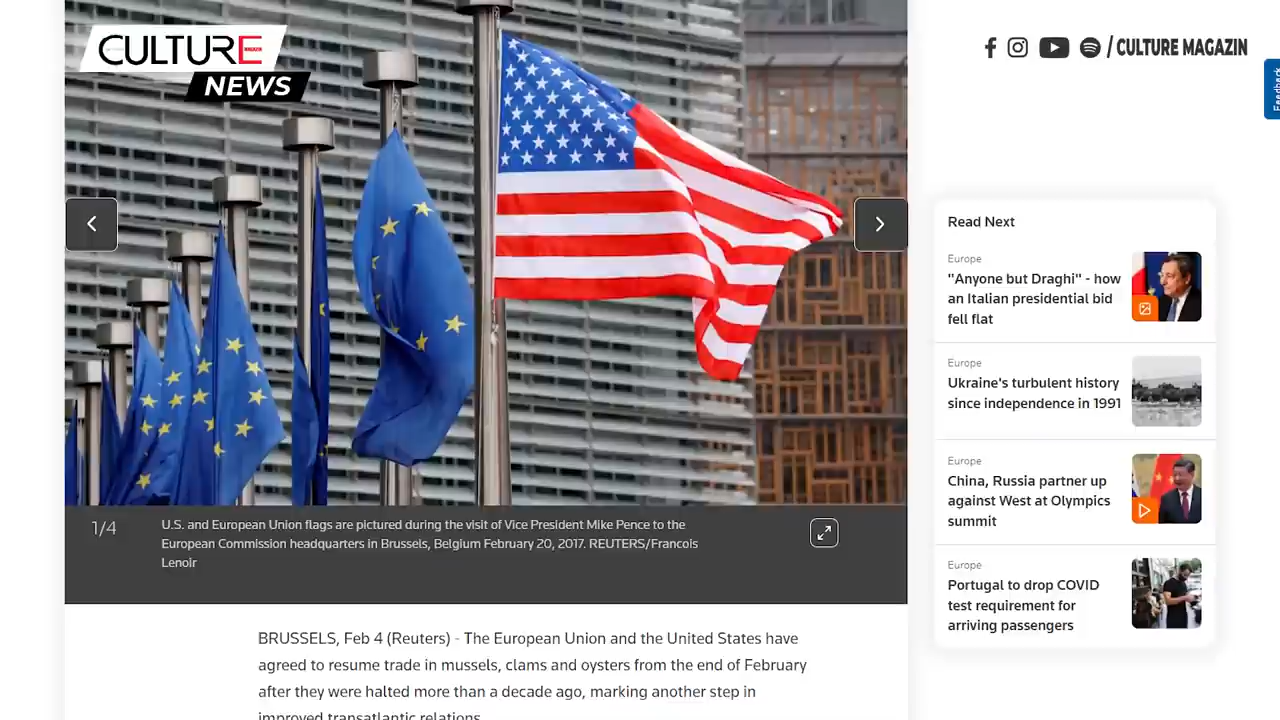 CULTURE
NEWS
/ CULTURE MAGAZIN
Feedback
Read Next
Europe
"Anyone but Draghi" - how
an Italian presidential bid
fell flat
Europe
Ukraine's turbulent history
since independence in 1991
Europe
China, Russia partner up
against West at Olympics
summit
Europe
Portugal to drop COVID
test requirement for
arriving passengers
1/4
U.S. and European Union flags are pictured during the visit of Vice President Mike Pence to the
European Commission headquarters in Brussels, Belgium February 20, 2017. REUTERS/Francois
Lenoir
BRUSSELS, Feb 4 (Reuters) - The European Union and the United States have
agreed to resume trade in mussels, clams and oysters from the end of February
after they were halted more than a decade ago, marking another step in
improved transatlantic relations.